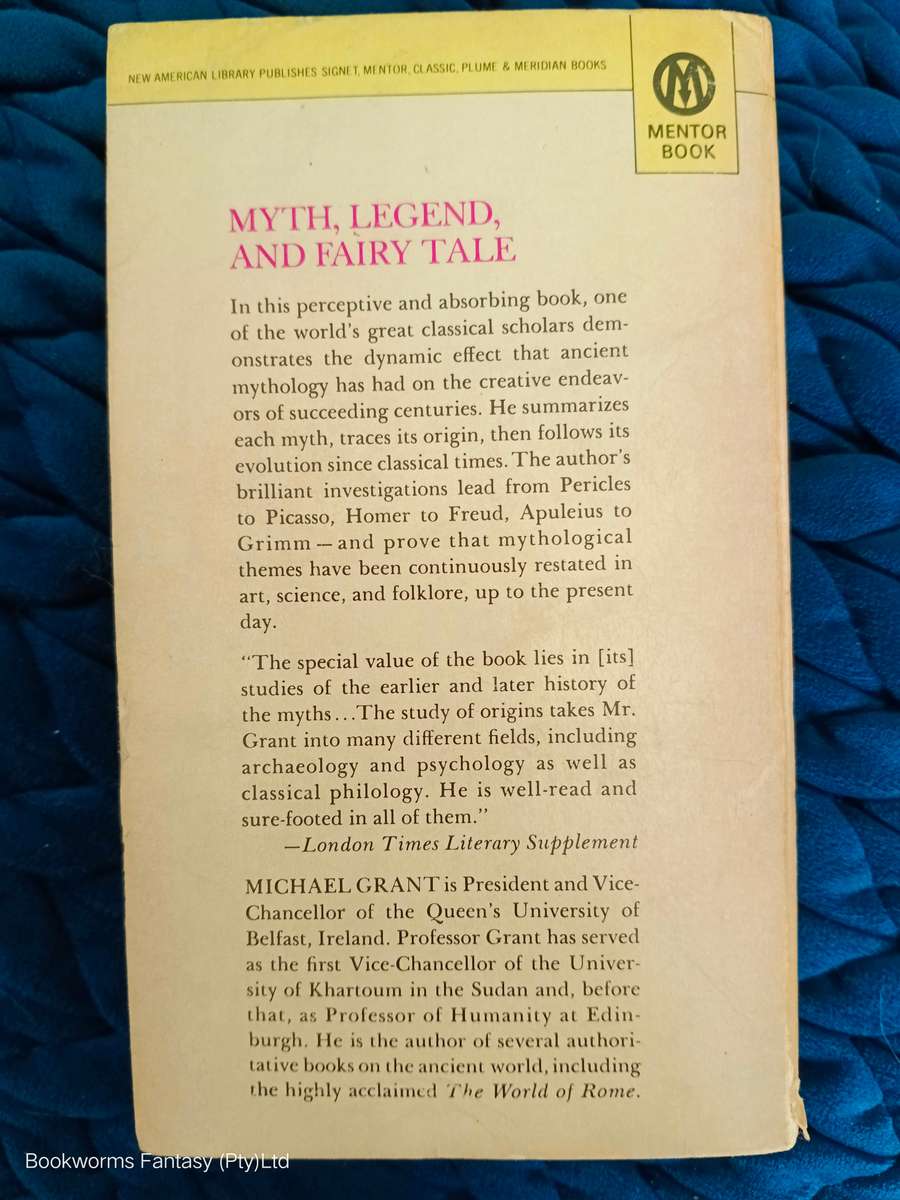 NEW AMERICAN LIBRARY PUBLISHES SIGNET, MENTOR, CLASSIC, PLUME & MERIDIAN BOOKS
M
MENTOR
BOOK
MYTH, LEGEND,
AND FAIRY TALE
In this perceptive and absorbing book, one
of the world's great classical scholars dem-
onstrates the dynamic effect that ancient
mythology has had on the creative endeav-
ors of succeeding centuries. He summarizes
each myth, traces its origin, then follows its
evolution since classical times. The author's
brilliant investigations lead from Pericles
to Picasso, Homer to Freud, Apuleius to
Grimm — and prove that mythological
themes have been continuously restated in
art, science, and folklore, up to the present
day.
“The special value of the book lies in [its]
studies of the earlier and later history of
the myths...The study of origins takes Mr.
Grant into many different fields, including
archaeology and psychology as well as
classical philology. He is well-read and
sure-footed in all of them.”
—London Times Literary Supplement
MICHAEL GRANT is President and Vice-
Chancellor of the Queen's University of
Belfast, Ireland. Professor Grant has served
as the first Vice-Chancellor of the Univer-
sity of Khartoum in the Sudan and, before
that, as Professor of Humanity at Edin-
burgh. He is the author of several authori-
tative books on the ancient world, including
the highly acclaimed The World of Rome.
Bookworms Fantasy (Pty)Ltd